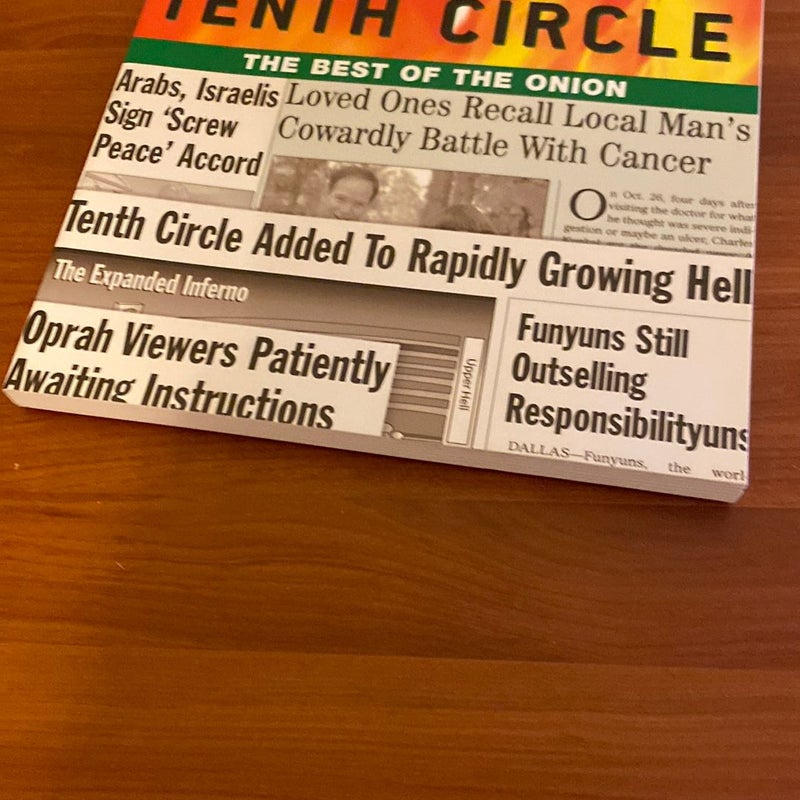 TENTH CIRCLE
THE BEST OF THE ONION
Arabs, Israelis
Sign 'Screw
Peace' Accord
Loved Ones Recall Local Man's
Cowardly Battle With Cancer
On Oct. 26, four days after
visiting the doctor for what
he thought was severe indi-
gestion or maybe an ulcer, Charles
Tenth Circle Added To Rapidly Growing Hell
The Expanded Inferno
Oprah Viewers Patiently
Awaiting Instructions
Upper Hell
Funyuns Still
Outselling
Responsibilityuns
DALLAS—Funyuns, the worl